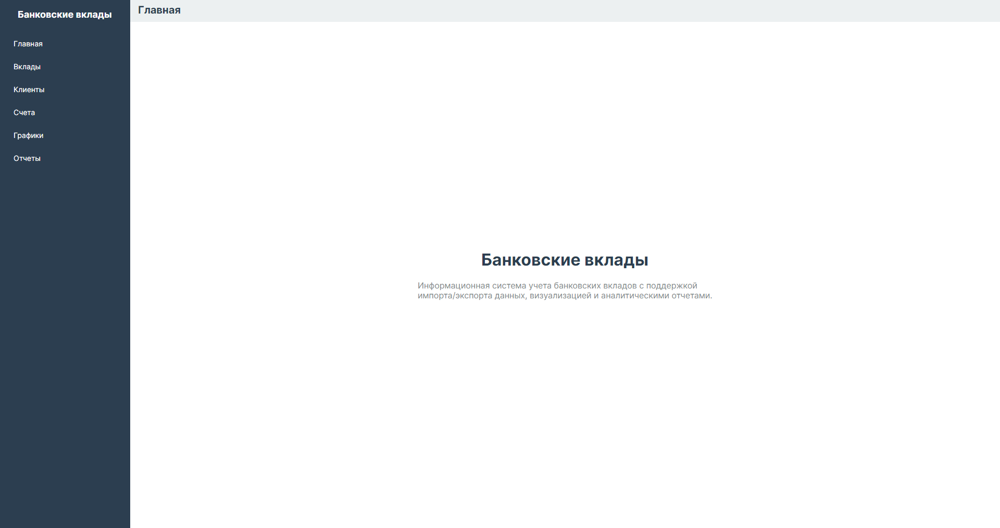 Банковские вклады
Главная
Вклады
Клиенты
Счета
Графики
Отчеты
Главная
Банковские вклады
Информационная система учета банковских вкладов с поддержкой
импорта/экспорта данных, визуализацией и аналитическими отчетами.